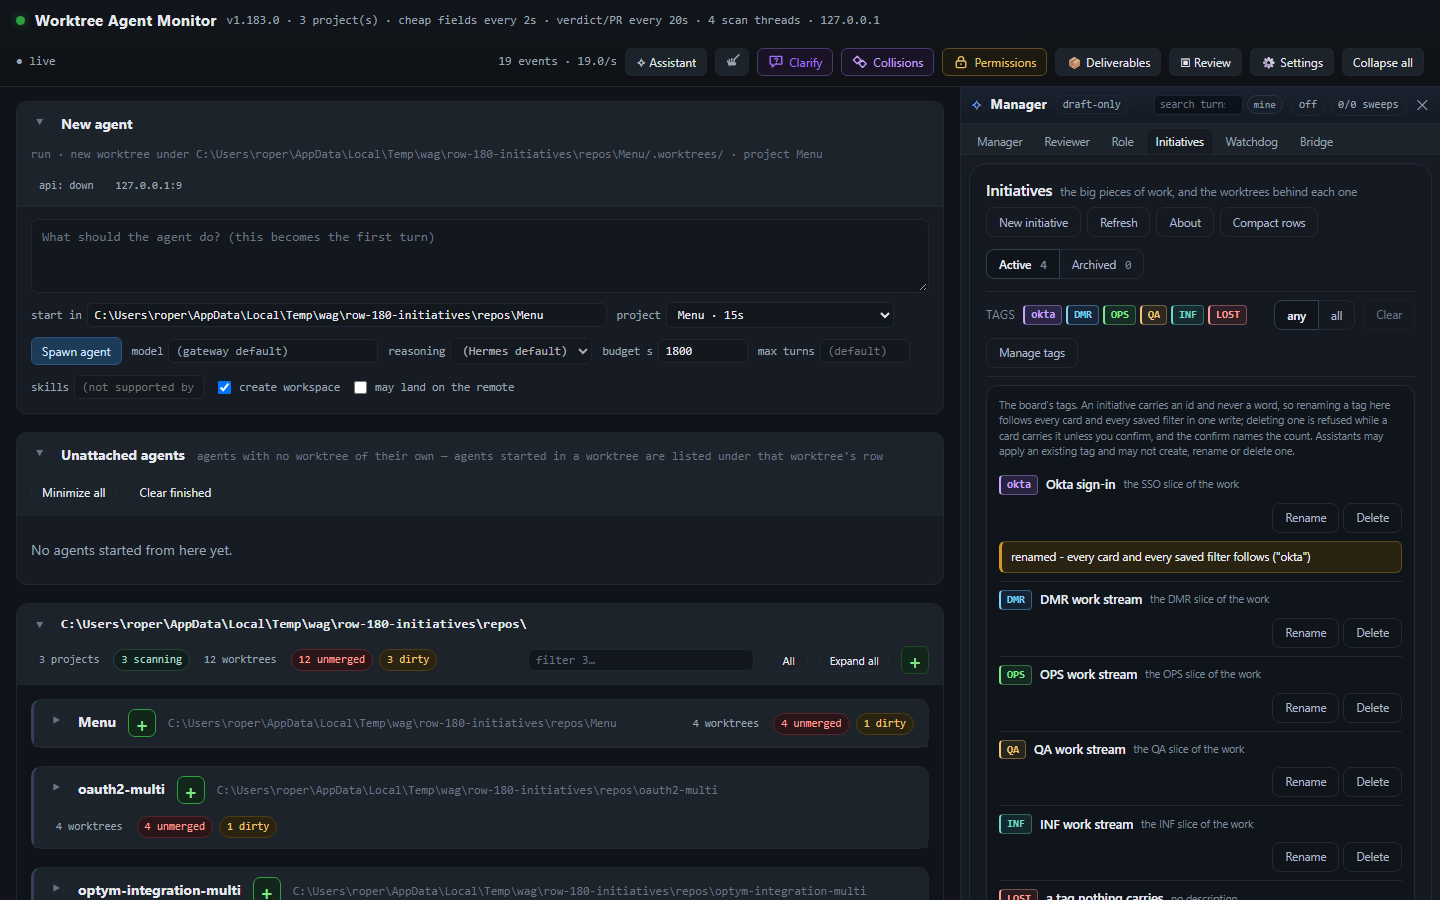 Worktree Agent Monitor v1.183.0 · 3 project(s) · cheap fields every 2s · verdict/PR every 20s · 4 scan threads · 127.0.0.1
live 19 events · 19.0/s Assistant Clarify Collisions Permissions Deliverables Review Settings Collapse all
New agent
run · new worktree under C:\Users\roper\AppData\Local\Temp\wag\row-180-initiatives\repos\Menu/.worktrees/ · project Menu
api: down 127.0.0.1:9
What should the agent do? (this becomes the first turn)
start in C:\Users\roper\AppData\Local\Temp\wag\row-180-initiatives\repos\Menu project Menu · 15s
Spawn agent model (gateway default) reasoning (Hermes default) budget s 1800 max turns (default)
skills (not supported by create workspace may land on the remote
Unattached agents agents with no worktree of their own — agents started in a worktree are listed under that worktree's row
Minimize all Clear finished
No agents started from here yet.
C:\Users\roper\AppData\Local\Temp\wag\row-180-initiatives\repos\
3 projects 3 scanning 12 worktrees 12 unmerged 3 dirty filter 3… All Expand all +
Menu + C:\Users\roper\AppData\Local\Temp\wag\row-180-initiatives\repos\Menu 4 worktrees 4 unmerged 1 dirty
oauth2-multi + C:\Users\roper\AppData\Local\Temp\wag\row-180-initiatives\repos\oauth2-multi
4 worktrees 4 unmerged 1 dirty
optym-integration-multi + C:\Users\roper\AppData\Local\Temp\wag\row-180-initiatives\repos\optym-integration-multi
Manager draft-only search turn: mine off 0/0 sweeps
Manager Reviewer Role Initiatives Watchdog Bridge
Initiatives the big pieces of work, and the worktrees behind each one
New initiative Refresh About Compact rows
Active 4 Archived 0
TAGS okta DMR OPS QA INF LOST any all Clear
Manage tags
The board's tags. An initiative carries an id and never a word, so renaming a tag here
follows every card and every saved filter in one write; deleting one is refused while a
card carries it unless you confirm, and the confirm names the count. Assistants may
apply an existing tag and may not create, rename or delete one.
okta Okta sign-in the SSO slice of the work
Rename Delete
renamed - every card and every saved filter follows ("okta")
DMR DMR work stream the DMR slice of the work
Rename Delete
OPS OPS work stream the OPS slice of the work
Rename Delete
QA QA work stream the QA slice of the work
Rename Delete
INF INF work stream the INF slice of the work
Rename Delete
LOST a tag nothing carries no description